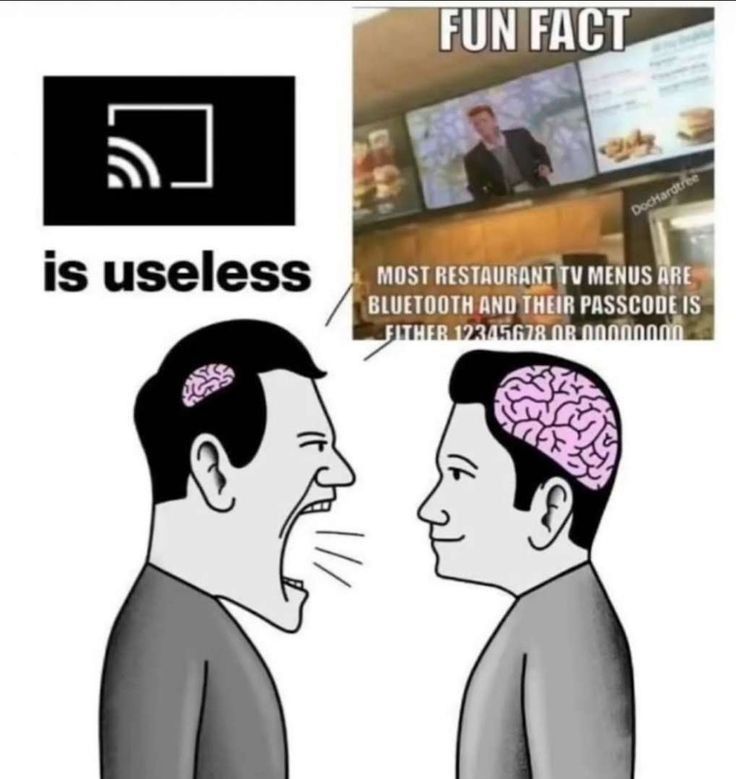 FUN FACT
DocHardtree
is useless
MOST RESTAURANT TV MENUS ARE
BLUETOOTH AND THEIR PASSCODE IS
EITHER 12345678 OR 00000000